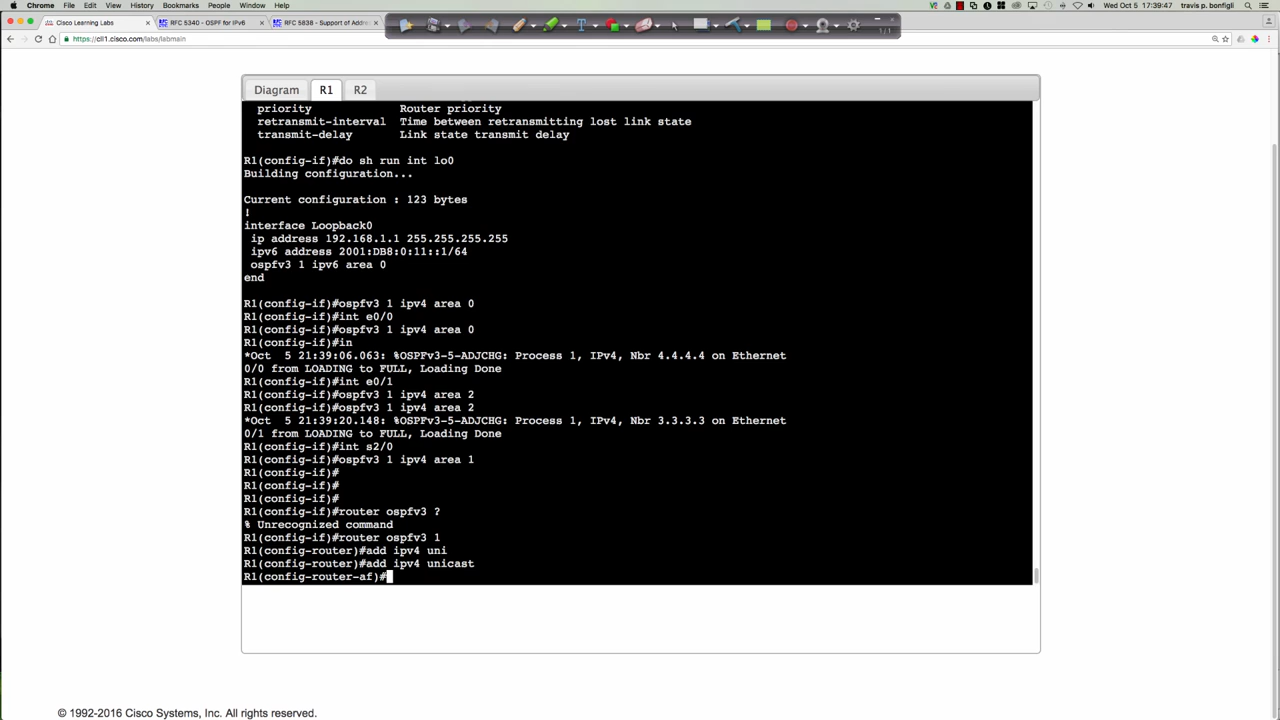 Chrome File Edit View History Bookmarks People Window Help
Wed Oct 5 17:39:47 travis p. bonfigli
Cisco Learning Labs
RFC 5340 - OSPF for IPv6
RFC 5838 - Support of Addre
https://cll1.cisco.com/labs/labmain
1/1
Diagram R1 R2
priority Router priority
retransmit-interval Time between retransmitting lost link state
transmit-delay Link state transmit delay
R1(config-if)#do sh run int lo0
Building configuration...
Current configuration : 123 bytes
!
interface Loopback0
ip address 192.168.1.1 255.255.255.255
ipv6 address 2001:DB8:0:11::1/64
ospfv3 1 ipv6 area 0
end
R1(config-if)#ospfv3 1 ipv4 area 0
R1(config-if)#int e0/0
R1(config-if)#ospfv3 1 ipv4 area 0
R1(config-if)#in
*Oct  5 21:39:06.063: %OSPFv3-5-ADJCHG: Process 1, IPv4, Nbr 4.4.4.4 on Ethernet
0/0 from LOADING to FULL, Loading Done
R1(config-if)#int e0/1
R1(config-if)#ospfv3 1 ipv4 area 2
R1(config-if)#ospfv3 1 ipv4 area 2
*Oct  5 21:39:20.148: %OSPFv3-5-ADJCHG: Process 1, IPv4, Nbr 3.3.3.3 on Ethernet
0/1 from LOADING to FULL, Loading Done
R1(config-if)#int s2/0
R1(config-if)#ospfv3 1 ipv4 area 1
R1(config-if)#
R1(config-if)#
R1(config-if)#
R1(config-if)#router ospfv3 ?
% Unrecognized command
R1(config-if)#router ospfv3 1
R1(config-router)#add ipv4 uni
R1(config-router)#add ipv4 unicast
R1(config-router-af)#
© 1992-2016 Cisco Systems, Inc. All rights reserved.